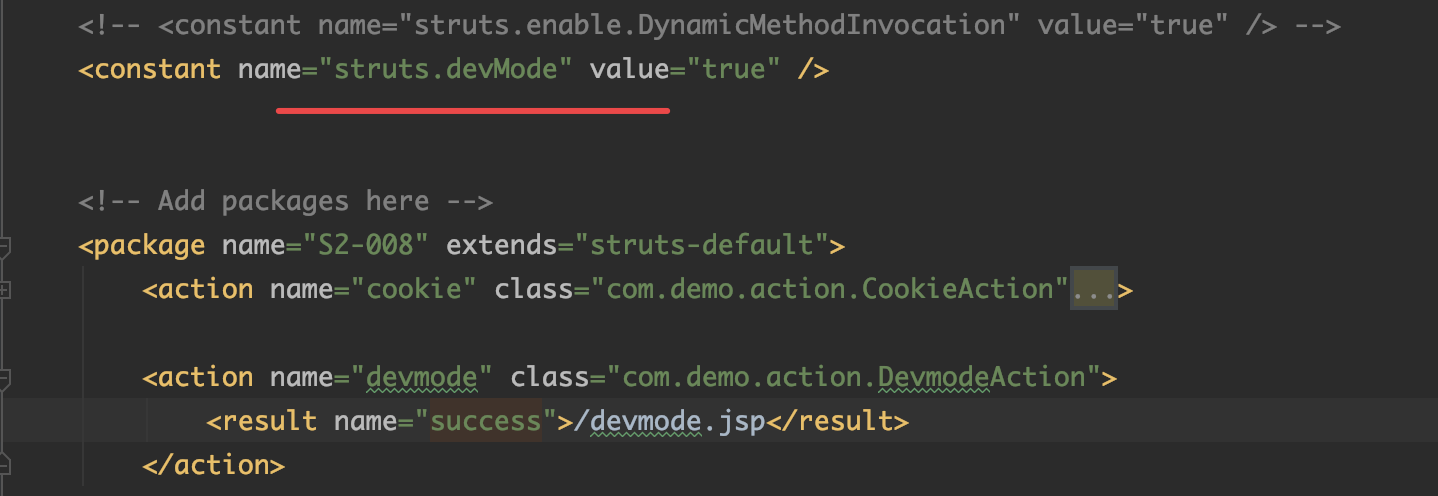 <!-- <constant name="struts.enable.DynamicMethodInvocation" value="true" /> -->
<constant name="struts.devMode" value="true" />
<!-- Add packages here -->
<package name="S2-008" extends="struts-default">
<action name="cookie" class="com.demo.action.CookieAction"...>
<action name="devmode" class="com.demo.action.DevmodeAction">
<result name="success">/devmode.jsp</result>
</action>